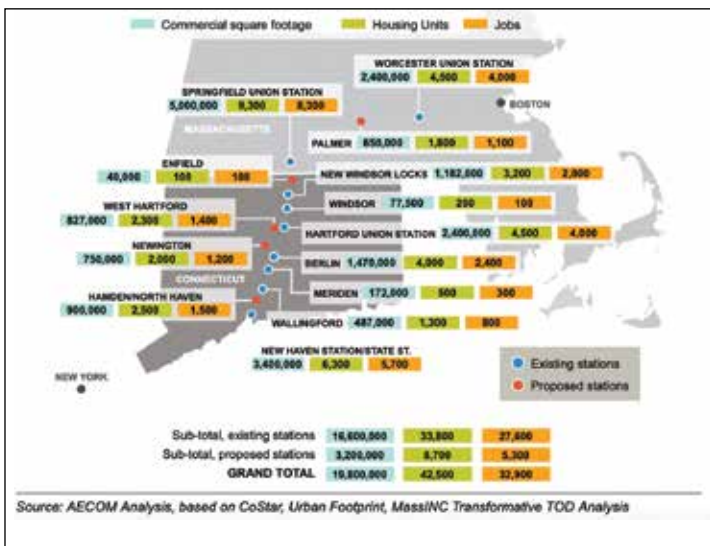 Commercial square footage Housing Units Jobs
WORCESTER UNION STATION
2,400,000 4,500 4,000
SPRINGFIELD UNION STATION
5,000,000 9,300 8,300
BOSTON
MASSACHUSETTS
PALMER 650,000 1,800 1,100
ENFIELD
40,000 100 100
NEW WINDSOR LOCKS 1,182,000 3,200 2,000
WEST HARTFORD
827,000 2,300 1,400
WINDSOR 77,500 200 100
HARTFORD UNION STATION 2,400,000 4,500 4,000
NEWINGTON
750,000 2,000 1,200
BERLIN 1,470,000 4,000 2,400
CONNECTICUT
MERIDEN 172,000 500 300
HAMDEN/NORTH HAVEN
900,000 2,500 1,500
WALLINGFORD 487,000 1,300 800
NEW HAVEN STATION/STATE ST.
3,400,000 6,300 5,700
NEW YORK
Existing stations
Proposed stations
Sub-total, existing stations 16,600,000 33,800 27,600
Sub-total, proposed stations 3,200,000 8,700 5,300
GRAND TOTAL 19,800,000 42,500 32,900
Source: AECOM Analysis, based on CoStar, Urban Footprint, MassINC Transformative TOD Analysis